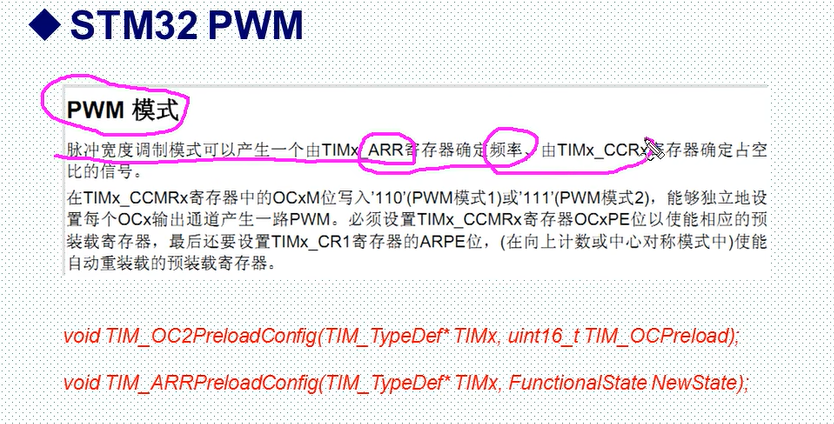 ◆ STM32 PWM
PWM 模式
脉冲宽度调制模式可以产生一个由TIMx_ARR寄存器确定频率、由TIMx_CCRx寄存器确定占空
比的信号。
在TIMx_CCMRx寄存器中的OCxM位写入'110'(PWM模式1)或'111'(PWM模式2)，能够独立地设
置每个OCx输出通道产生一路PWM。必须设置TIMx_CCMRx寄存器OCxPE位以使能相应的预
装载寄存器，最后还要设置TIMx_CR1寄存器的ARPE位，(在向上计数或中心对称模式中)使能
自动重装载的预装载寄存器。
void TIM_OC2PreloadConfig(TIM_TypeDef* TIMx, uint16_t TIM_OCPreload);
void TIM_ARRPreloadConfig(TIM_TypeDef* TIMx, FunctionalState NewState);